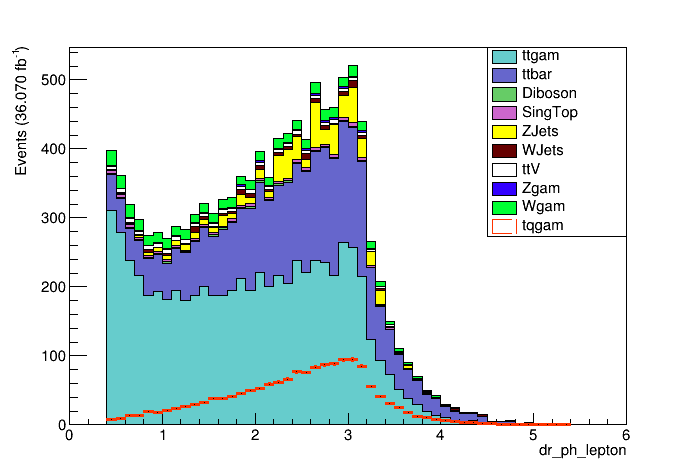 Events (36.070 fb⁻¹)
500
400
300
200
100
0
0 1 2 3 4 5 6
dr_ph_lepton
ttgam
ttbar
Diboson
SingTop
ZJets
WJets
ttV
Zgam
Wgam
tqgam